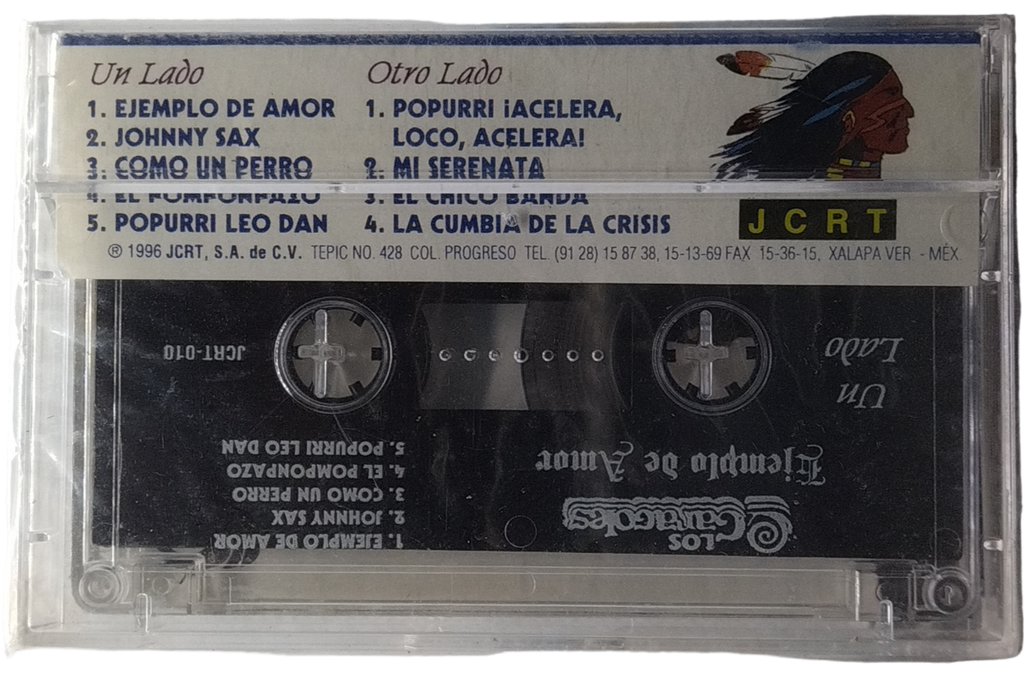 Un Lado
1. EJEMPLO DE AMOR
2. JOHNNY SAX
3. COMO UN PERRO
4. EL POMPONPAZO
5. POPURRI LEO DAN
Otro Lado
1. POPURRI ¡ACELERA,
LOCO, ACELERA!
2. MI SERENATA
3. EL CHICO BANDA
4. LA CUMBIA DE LA CRISIS
JCRT
® 1996 JCRT, S.A. de C.V. TEPIC NO. 428 COL. PROGRESO TEL. (91 28) 15 87 38, 15-13-69 FAX 15-36-15, XALAPA VER - MÉX.
LOS
Caracoles
Ejemplo de Amor
Un
Lado
JCRT-010
1. EJEMPLO DE AMOR
2. JOHNNY SAX
3. COMO UN PERRO
4. EL POMPONPAZO
5. POPURRI LEO DAN